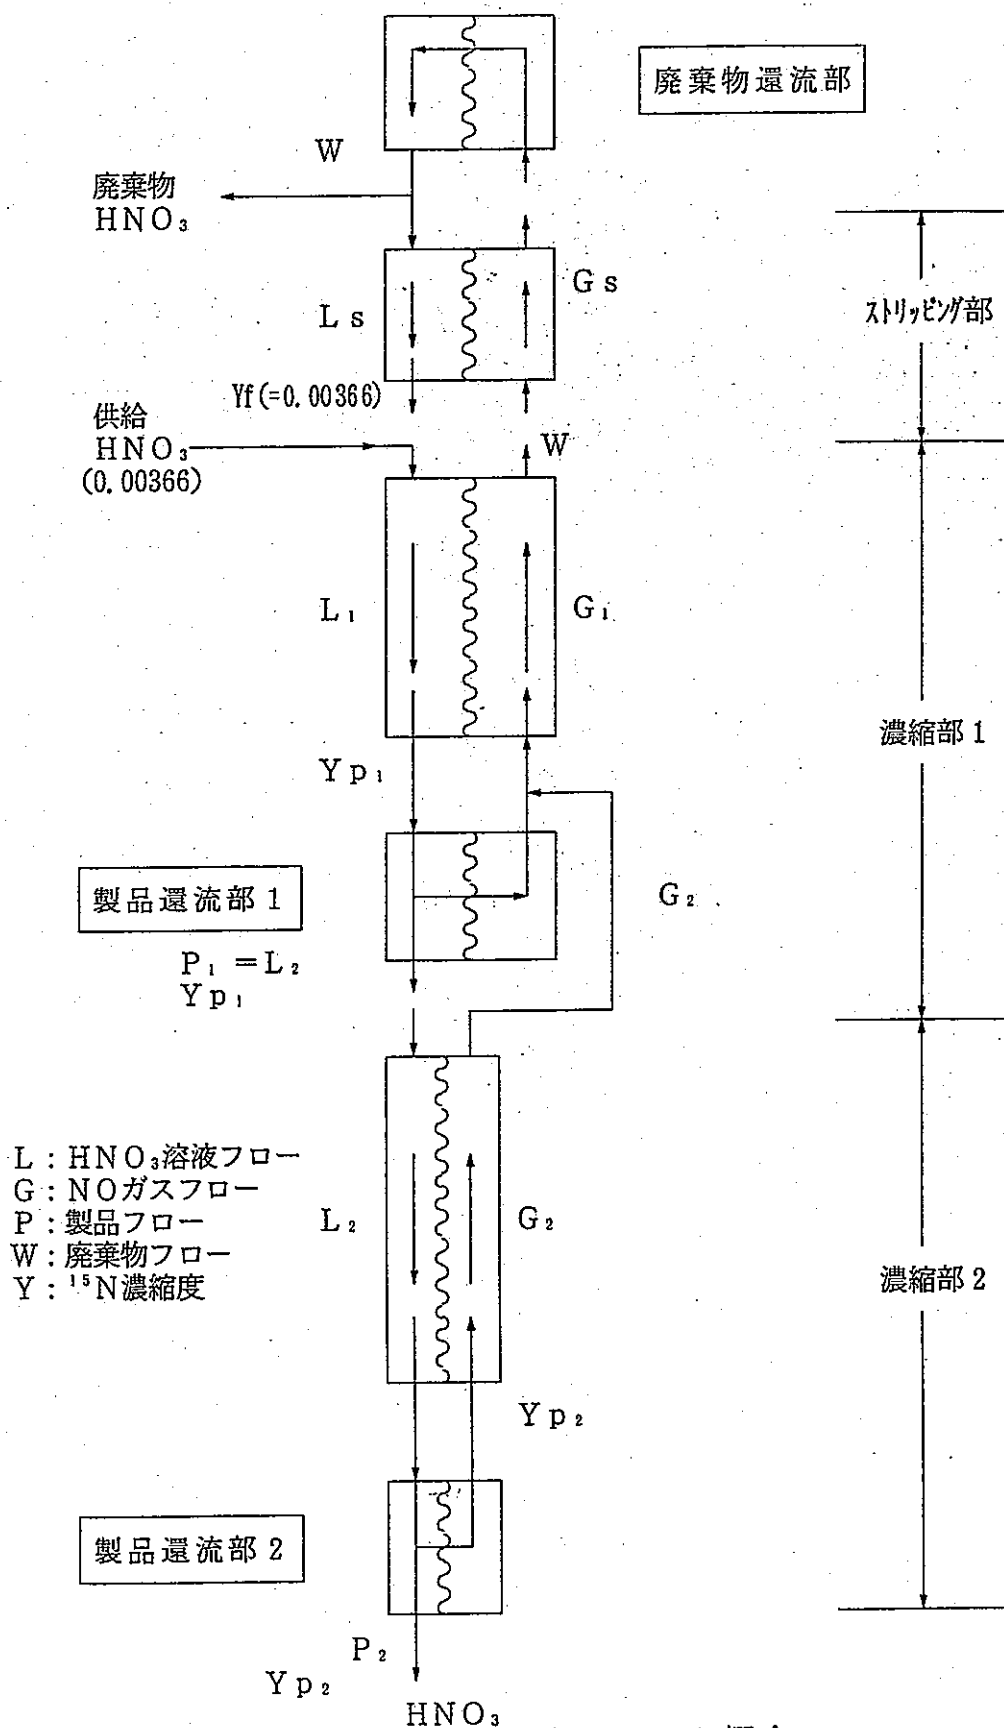 廃棄物還流部
W
廃棄物
HNO₃
Gs
Ls
ストリッピング部
Yf(=0.00366)
供給
HNO₃
(0.00366)
W
L₁
G₁
濃縮部1
Yp₁
製品還流部1
G₂
P₁=L₂
Yp₁
L:HNO₃溶液フロー
G:NOガスフロー
P:製品フロー
W:廃棄物フロー
Y:¹⁵N濃縮度
L₂
G₂
濃縮部2
Yp₂
製品還流部2
P₂
Yp₂
HNO₃